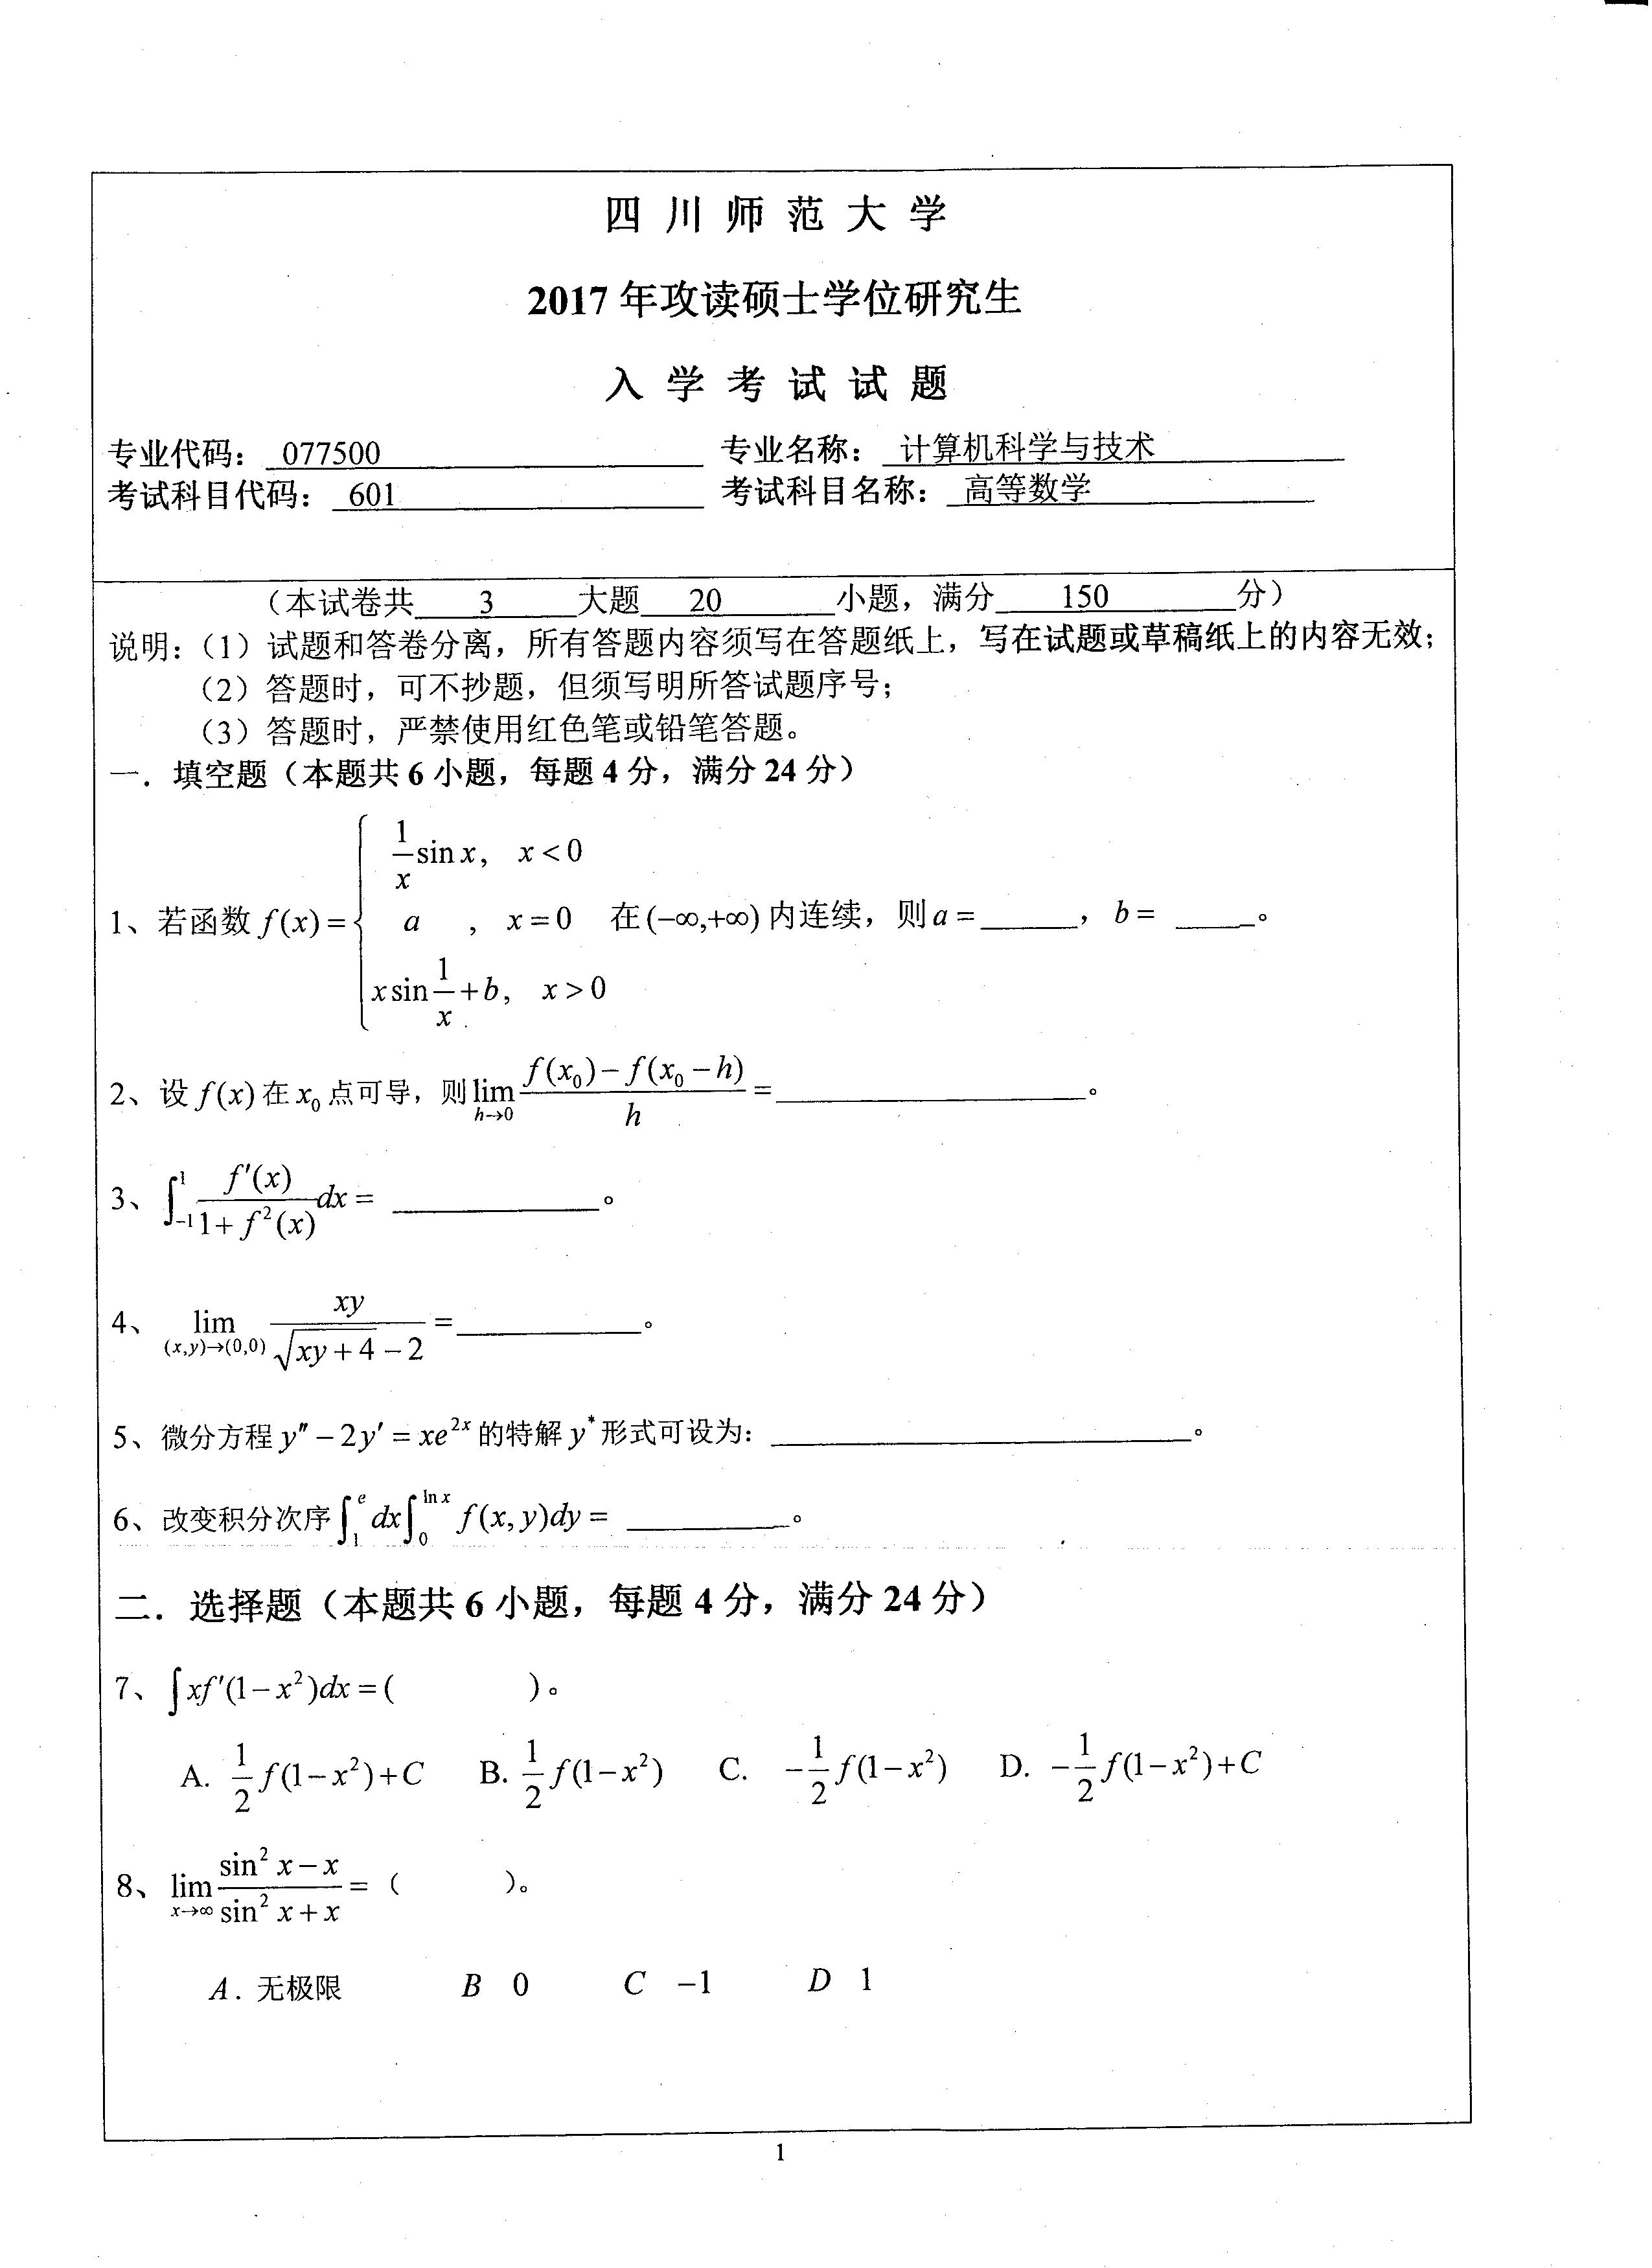 四川师范大学
2017年攻读硕士学位研究生
入学考试试题
专业代码：077500 专业名称：计算机科学与技术
考试科目代码：601 考试科目名称：高等数学
（本试卷共 3 大题 20 小题，满分 150 分）
说明：（1）试题和答卷分离，所有答题内容须写在答题纸上，写在试题或草稿纸上的内容无效；
（2）答题时，可不抄题，但须写明所答试题序号；
（3）答题时，严禁使用红色笔或铅笔答题。
一．填空题（本题共6小题，每题4分，满分24分）
1、若函数 $f(x)=\begin{cases}\frac{1}{x}\sin x, & x<0\\ a, & x=0\\ x\sin\frac{1}{x}+b, & x>0\end{cases}$ 在$(-\infty,+\infty)$内连续，则$a=$______，$b=$ _____。
2、设$f(x)$在$x_0$点可导，则$\lim_{h\to 0}\frac{f(x_0)-f(x_0-h)}{h}=$__________________。
3、$\int_{-1}^{1}\frac{f'(x)}{1+f^2(x)}dx=$ ____________。
4、$\lim_{(x,y)\to(0,0)}\frac{xy}{\sqrt{xy+4}-2}=$___________。
5、微分方程$y''-2y'=xe^{2x}$的特解$y^*$形式可设为：________________________。
6、改变积分次序$\int_1^e dx\int_0^{\ln x} f(x,y)dy=$ __________。
二．选择题（本题共6小题，每题4分，满分24分）
7、$\int xf'(1-x^2)dx=$( )。
A. $\frac{1}{2}f(1-x^2)+C$ B. $\frac{1}{2}f(1-x^2)$ C. $-\frac{1}{2}f(1-x^2)$ D. $-\frac{1}{2}f(1-x^2)+C$
8、$\lim_{x\to\infty}\frac{\sin^2 x-x}{\sin^2 x+x}=$（ ）。
A．无极限 B 0 C −1 D 1
1